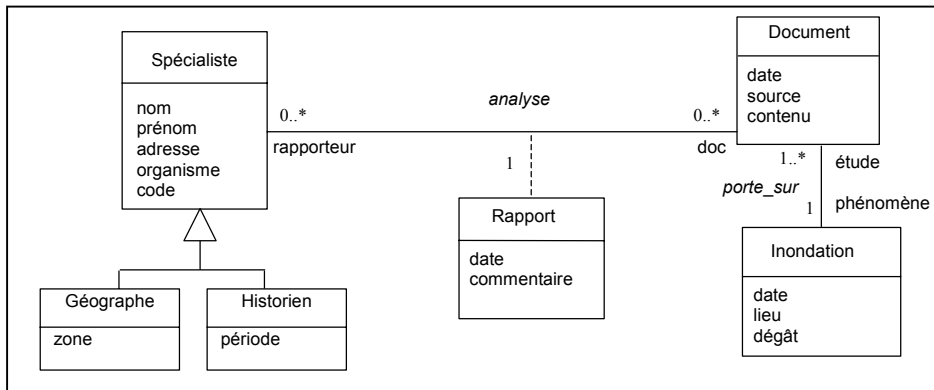 Spécialiste
nom
prénom
adresse
organisme
code
0..*
rapporteur
analyse
0..*
doc
1
Document
date
source
contenu
1..*
étude
porte_sur
1
phénomène
Rapport
date
commentaire
Inondation
date
lieu
dégât
Géographe
zone
Historien
période